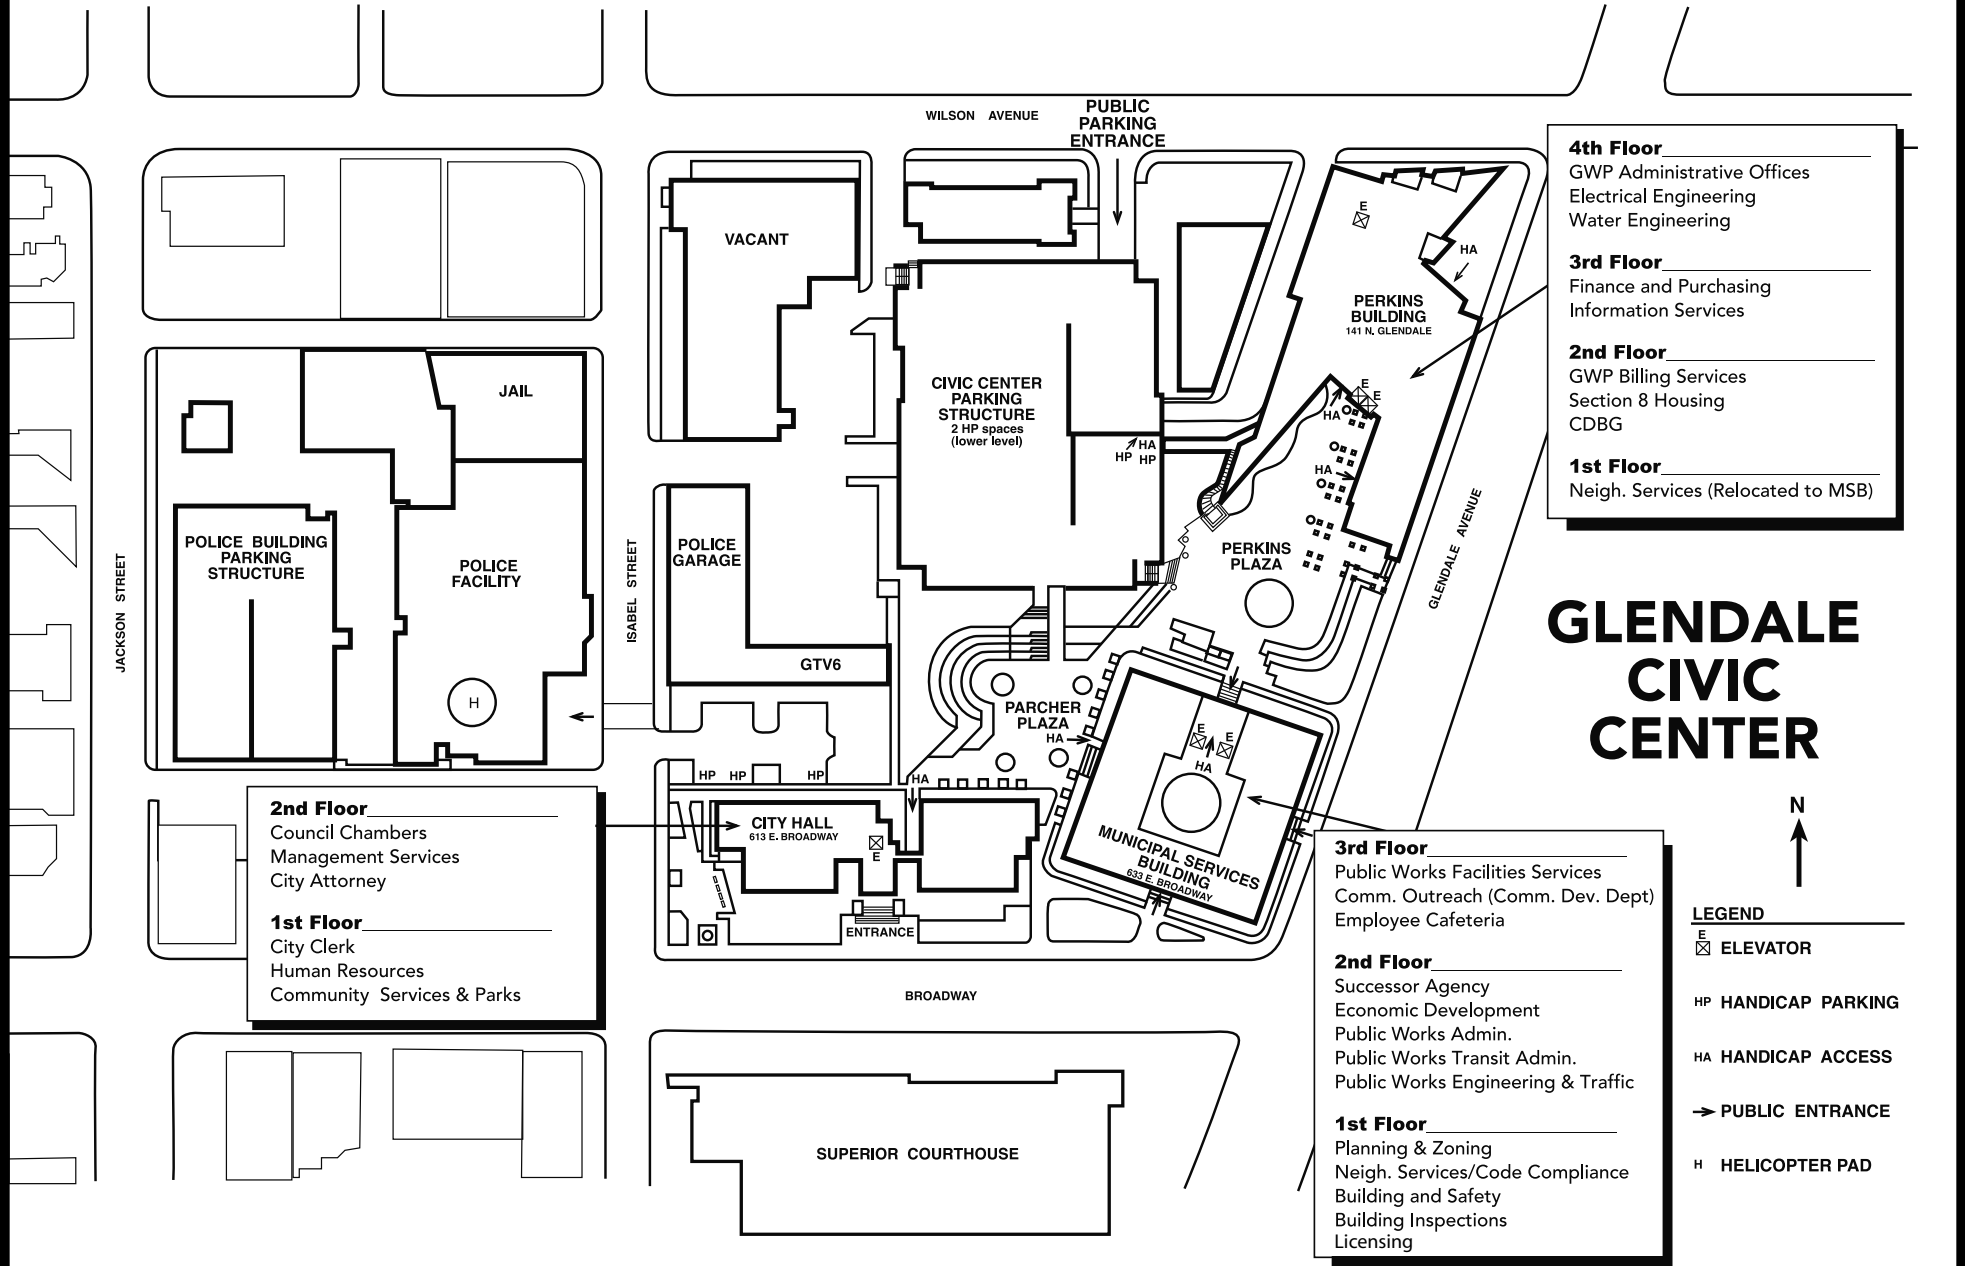 WILSON AVENUE
PUBLIC
PARKING
ENTRANCE
4th Floor
GWP Administrative Offices
Electrical Engineering
Water Engineering
3rd Floor
Finance and Purchasing
Information Services
2nd Floor
GWP Billing Services
Section 8 Housing
CDBG
1st Floor
Neigh. Services (Relocated to MSB)
VACANT
E
HA
PERKINS
BUILDING
141 N. GLENDALE
JAIL
CIVIC CENTER
PARKING
STRUCTURE
2 HP spaces
(lower level)
E
E
HA
HA
HP HP
HA
POLICE BUILDING
PARKING
STRUCTURE
POLICE
FACILITY
POLICE
GARAGE
PERKINS
PLAZA
JACKSON STREET
ISABEL STREET
GLENDALE AVENUE
GLENDALE
CIVIC
CENTER
GTV6
H
PARCHER
PLAZA
HA
E
E
HA
HP HP HP
HA
2nd Floor
Council Chambers
Management Services
City Attorney
1st Floor
City Clerk
Human Resources
Community Services & Parks
CITY HALL
613 E. BROADWAY
E
ENTRANCE
MUNICIPAL SERVICES
BUILDING
633 E. BROADWAY
N
3rd Floor
Public Works Facilities Services
Comm. Outreach (Comm. Dev. Dept)
Employee Cafeteria
2nd Floor
Successor Agency
Economic Development
Public Works Admin.
Public Works Transit Admin.
Public Works Engineering & Traffic
1st Floor
Planning & Zoning
Neigh. Services/Code Compliance
Building and Safety
Building Inspections
Licensing
LEGEND
E
ELEVATOR
HP HANDICAP PARKING
HA HANDICAP ACCESS
PUBLIC ENTRANCE
H HELICOPTER PAD
BROADWAY
SUPERIOR COURTHOUSE